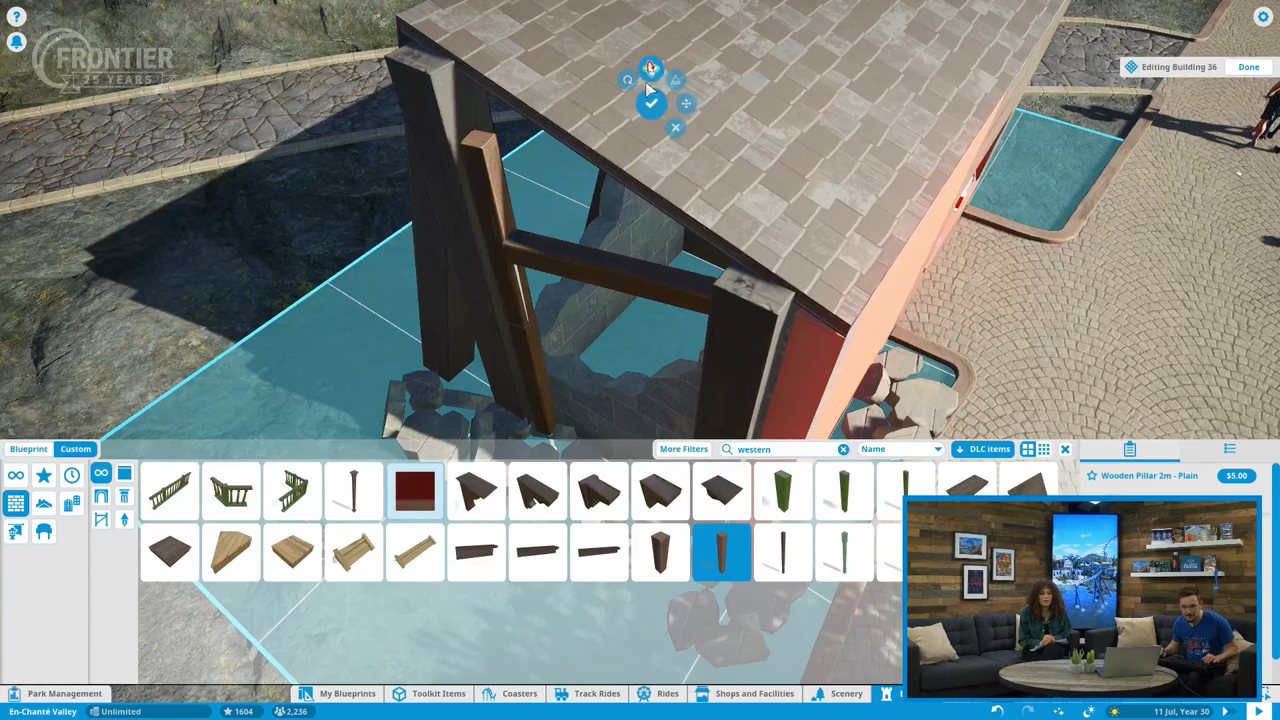 ?
FRONTIER
25 YEARS
Editing Building 36
Done
Blueprint
Custom
More Filters
western
Name
DLC items
Wooden Pillar 2m - Plain
$5.00
Park Management
My Blueprints
Toolkit Items
Coasters
Track Rides
Rides
Shops and Facilities
Scenery
En-Chanté Valley
Unlimited
1604
2,236
11 Jul, Year 30